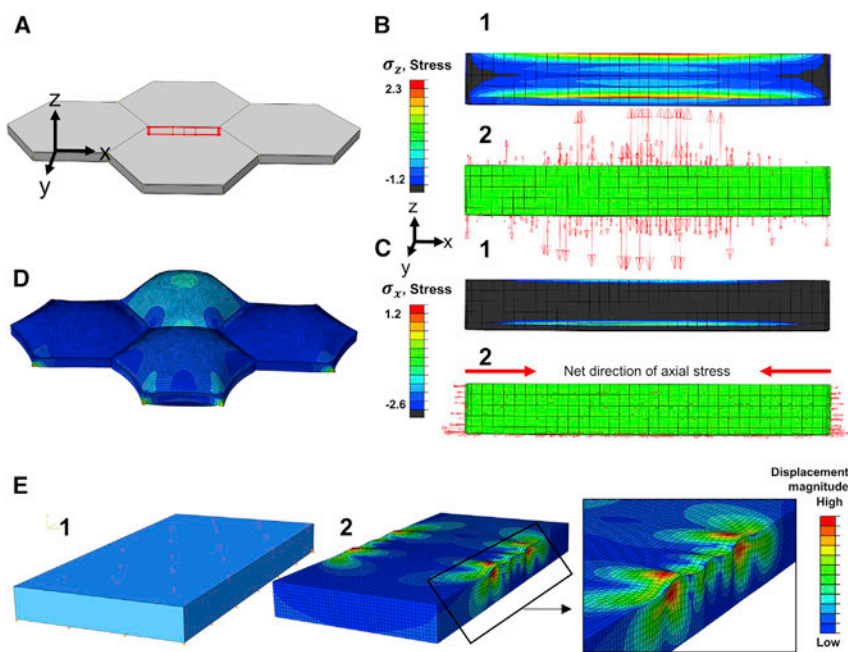 A
z
x
y
B
1
σz, Stress
2.3
-1.2
2
z
x
y
C
1
σx, Stress
1.2
-2.6
2
Net direction of axial stress
D
E
1
2
Displacement
magnitude
High
Low